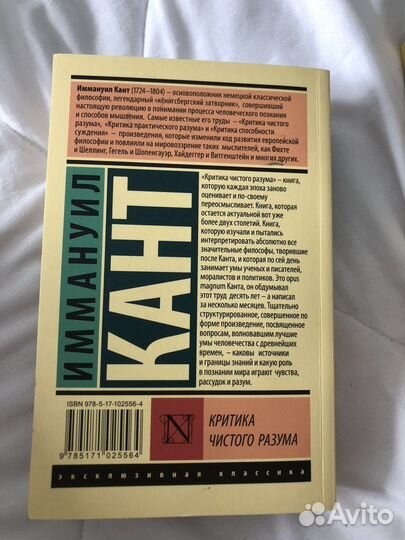 Иммануил Кант (1724—1804) – основоположник немецкой классической
философии, легендарный «кёнигсбергский затворник», совершивший
настоящую революцию в понимании процесса человеческого познания
и способов мышления. Самые известные его труды – «Критика чистого
разума», «Критика практического разума» и «Критика способности
суждения» – произведения, которые изменили ход развития европейской
философии и повлияли на мировоззрение таких мыслителей, как Фихте
и Шеллинг, Гегель и Шопенгауэр, Хайдеггер и Витгенштейн и многих других.
ИММАНУИЛ
КАНТ
«Критика чистого разума» – книга,
которую каждая эпоха заново
оценивает и по-своему
переосмысливает. Книга, которая
остается актуальной вот уже
более двух столетий. Книга,
которую изучали и пытались
интерпретировать абсолютно все
значительные философы, творившие
после Канта, и которая по сей день
занимает умы ученых и писателей,
моралистов и политиков. Это opus
magnum Канта, он обдумывал
этот труд десять лет – а написал
за несколько месяцев. Тщательно
структурированное, совершенное по
форме произведение, посвященное
вопросам, волновавшим лучшие
умы человечества с древнейших
времен, – каковы источники
и границы знаний и какую роль
в познании мира играют чувства,
рассудок и разум.
ISBN 978-5-17-102556-4
9 785171 025564
N
КРИТИКА
ЧИСТОГО РАЗУМА
ЭКСКЛЮЗИВНАЯ КЛАССИКА
Avito